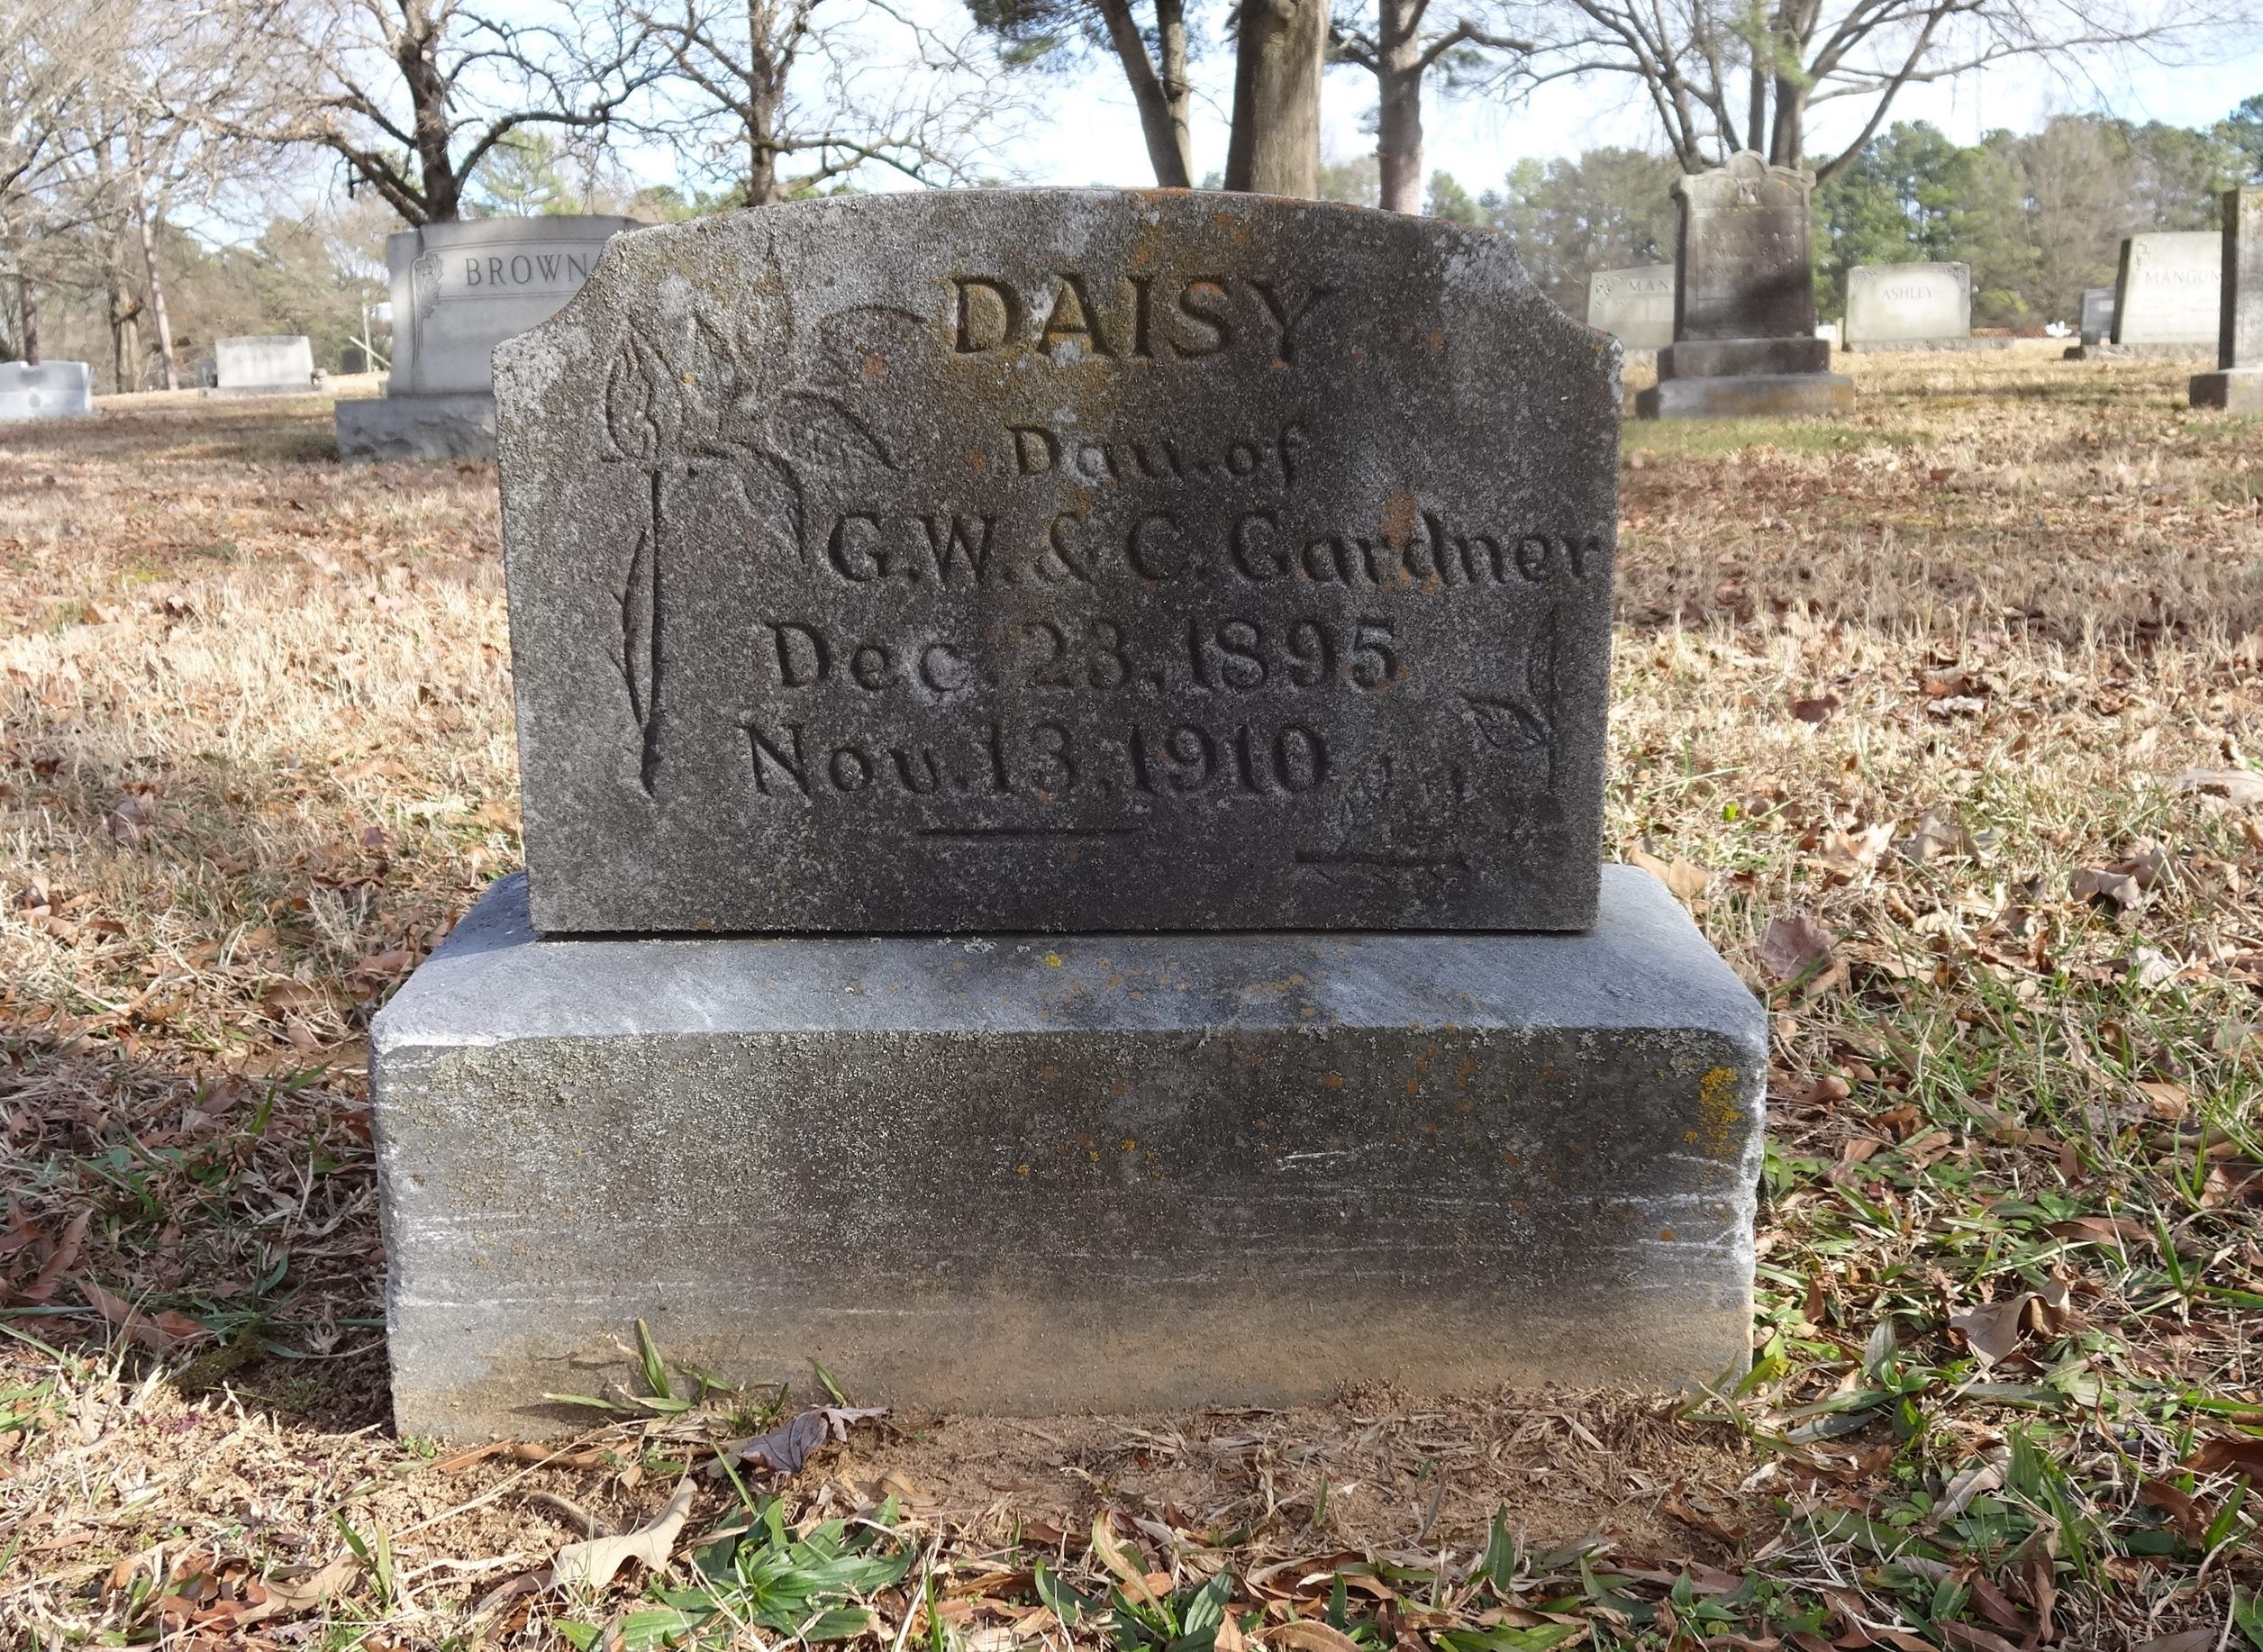 BROWN
DAISY
Dau. of
G.W. & C. Gardner
Dec. 23, 1895
Nov. 13, 1910
ASHLEY
MANGUM